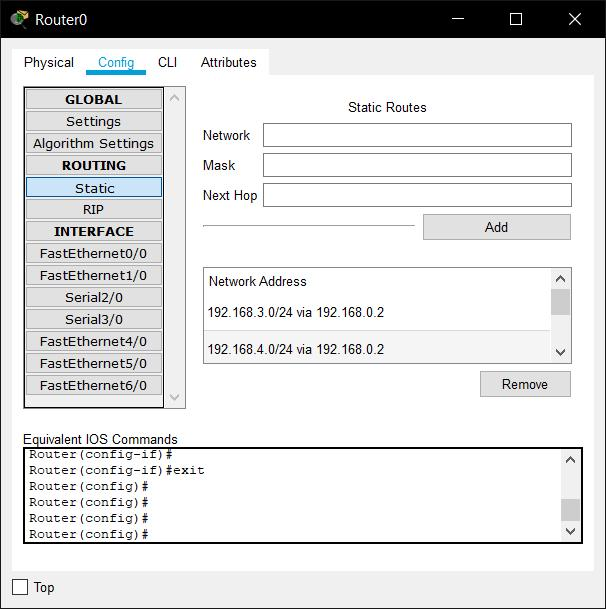 Router0
Physical Config CLI Attributes
GLOBAL
Settings
Algorithm Settings
ROUTING
Static
RIP
INTERFACE
FastEthernet0/0
FastEthernet1/0
Serial2/0
Serial3/0
FastEthernet4/0
FastEthernet5/0
FastEthernet6/0
Static Routes
Network
Mask
Next Hop
Add
Network Address
192.168.3.0/24 via 192.168.0.2
192.168.4.0/24 via 192.168.0.2
Remove
Equivalent IOS Commands
Router(config-if)#
Router(config-if)#exit
Router(config)#
Router(config)#
Router(config)#
Router(config)#
Top